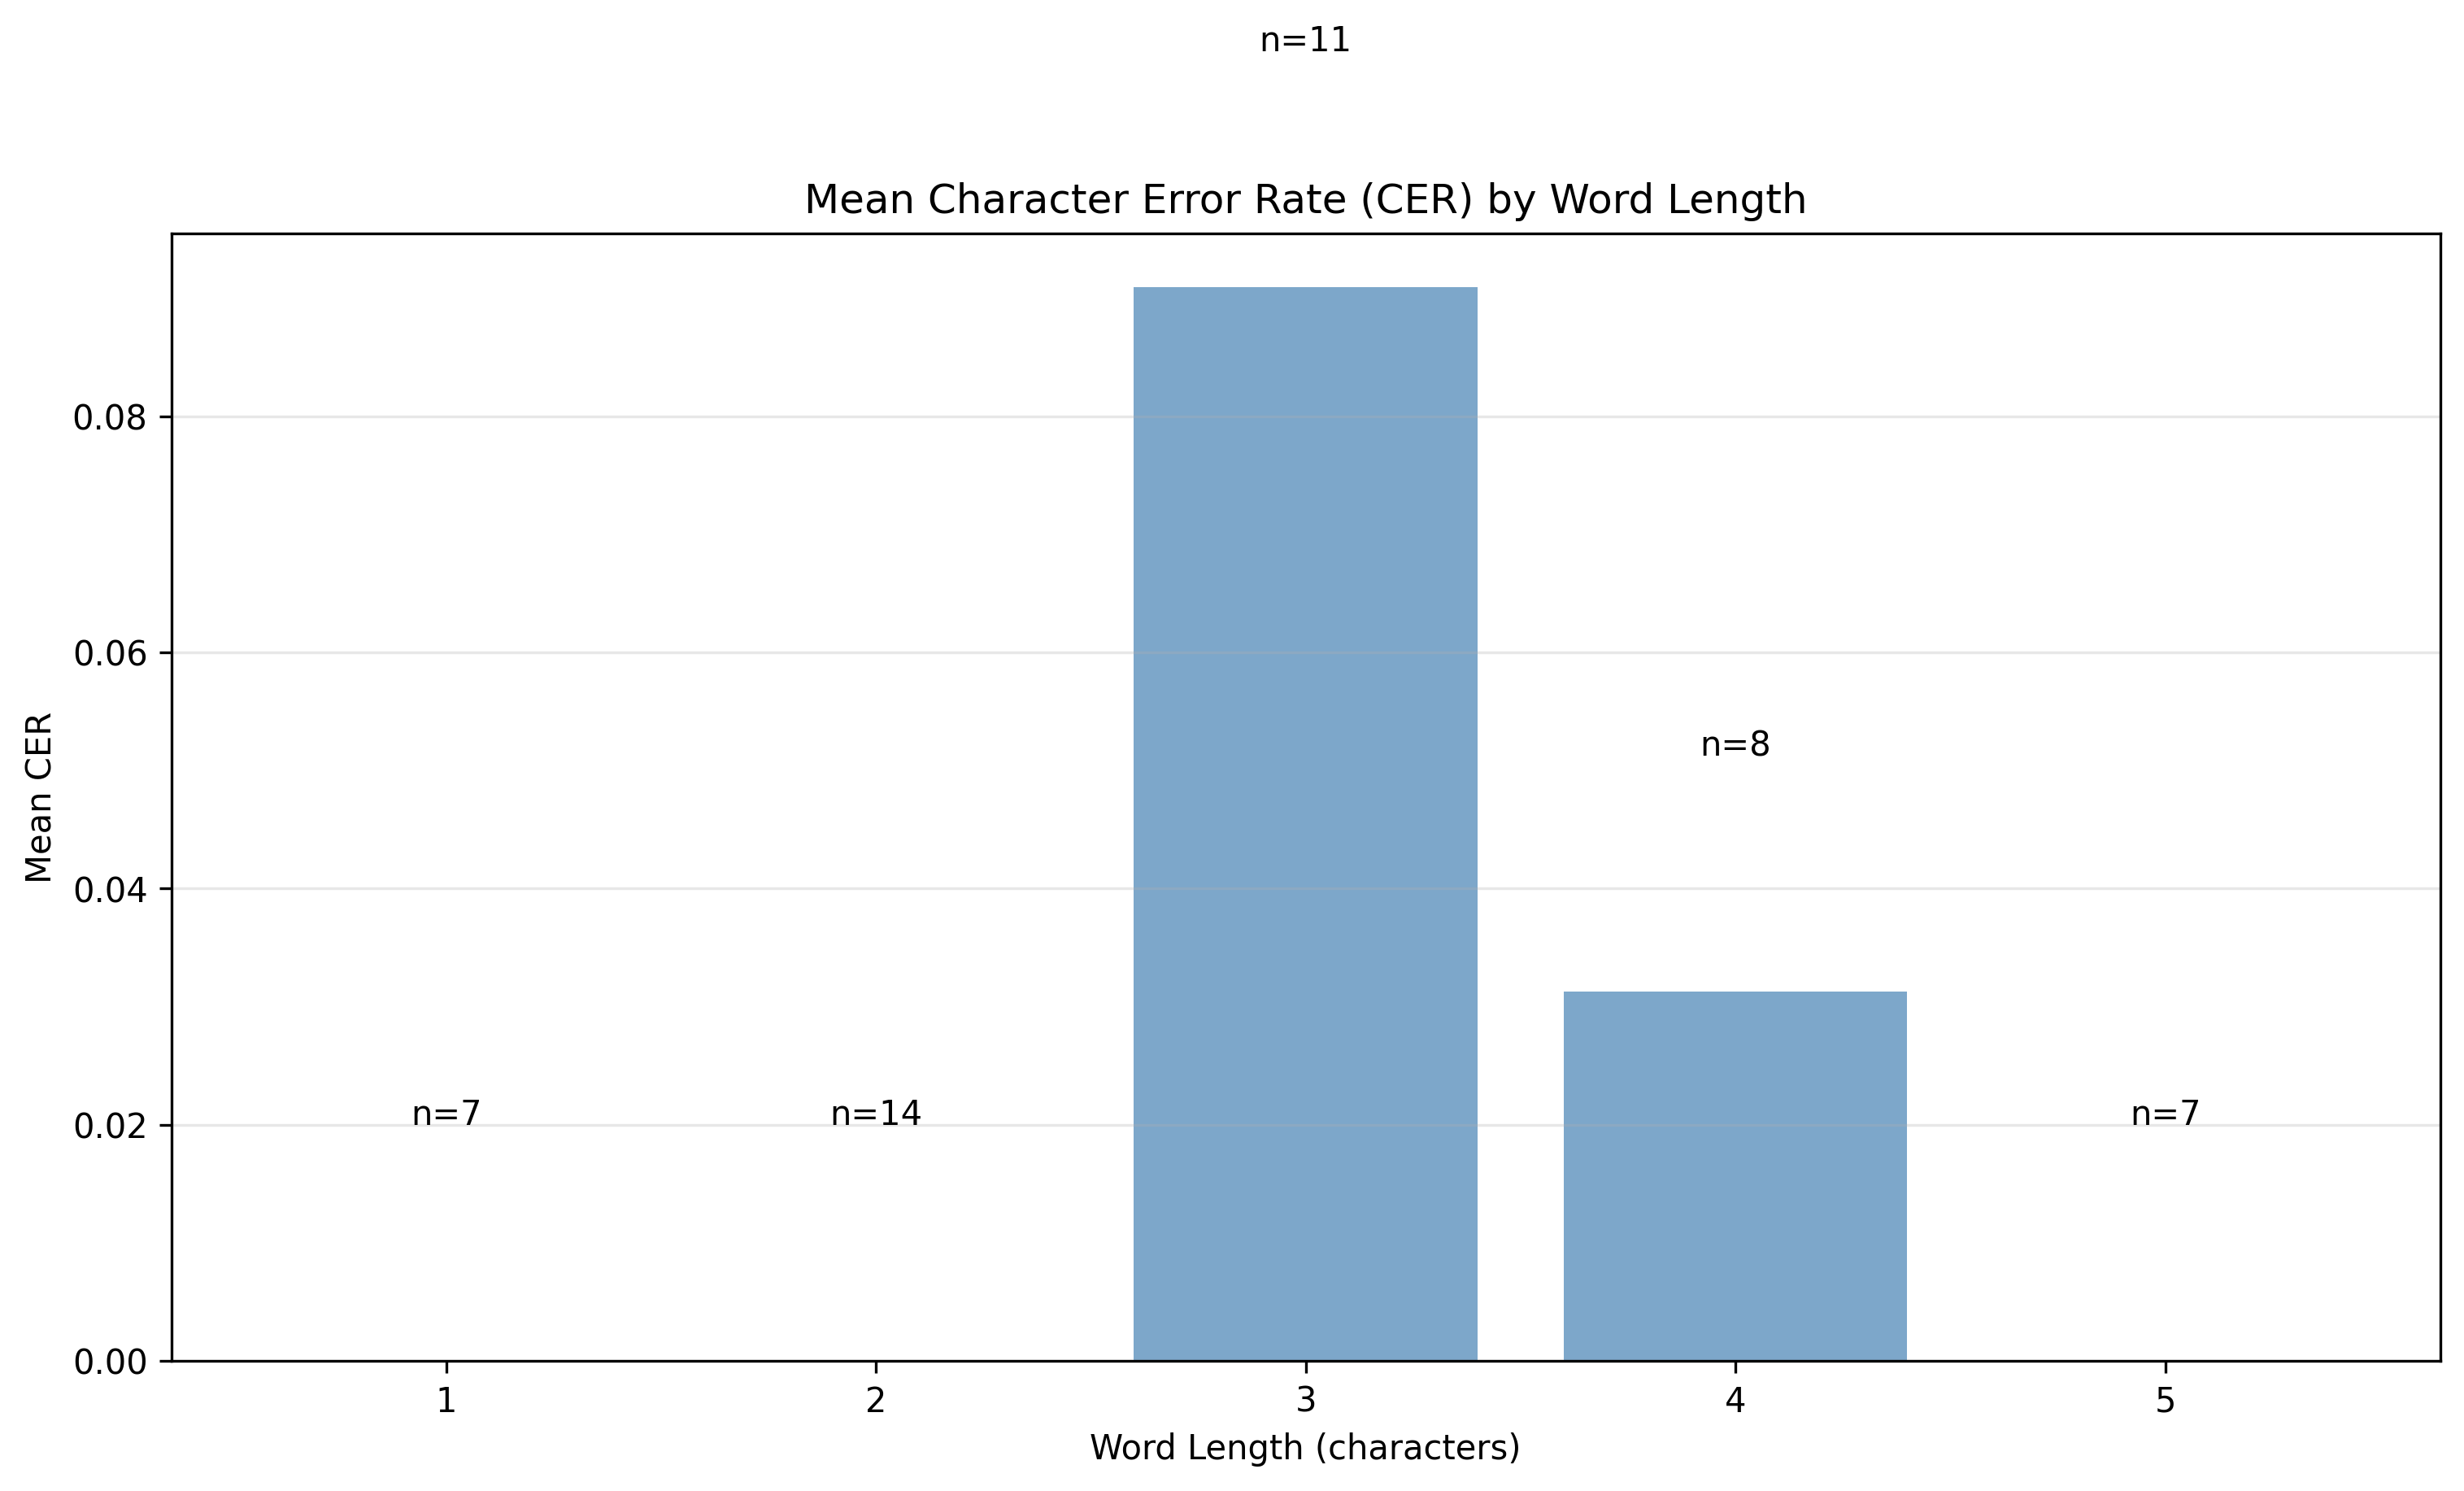 n=11
Mean Character Error Rate (CER) by Word Length
0.08
0.06
n=8
Mean CER
0.04
n=7 n=14 n=7
0.02
0.00
1 2 3 4 5
Word Length (characters)